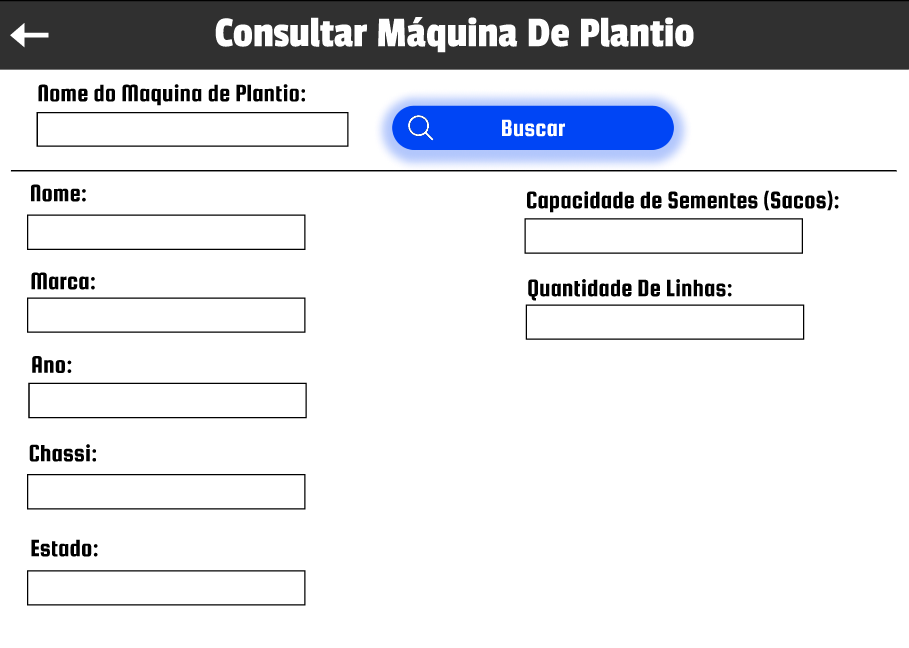 Consultar Máquina De Plantio
Nome do Maquina de Plantio:
Buscar
Nome:
Capacidade de Sementes (Sacos):
Marca:
Quantidade De Linhas:
Ano:
Chassi:
Estado: